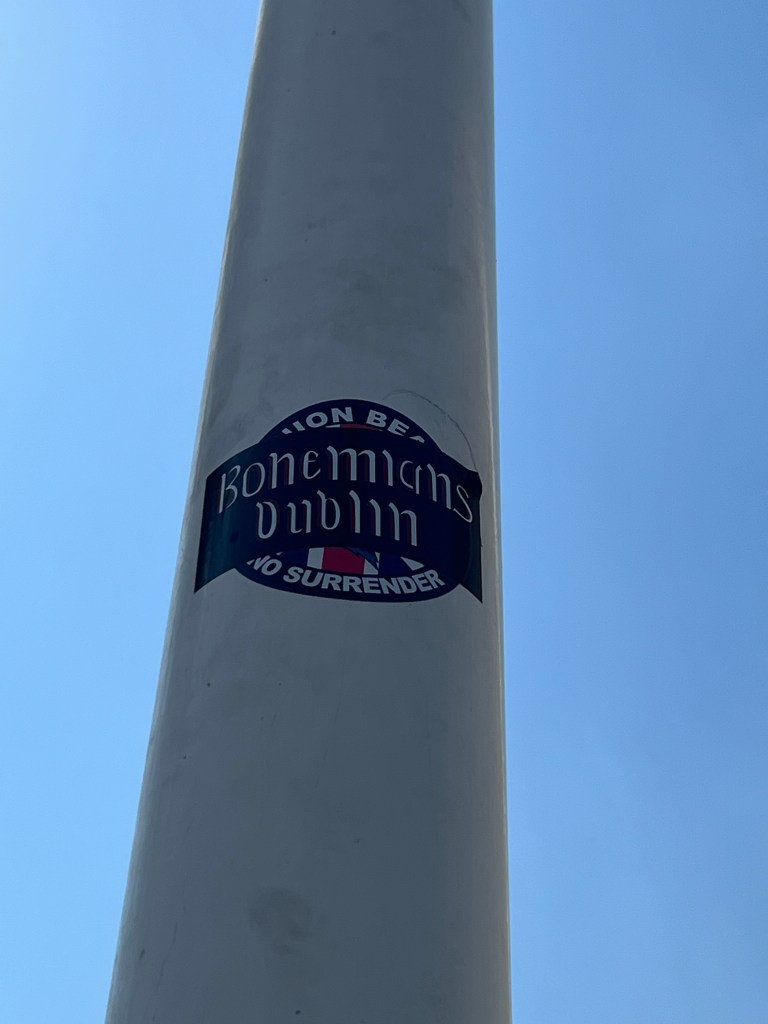 Bohemians
Dublin
NO SURRENDER